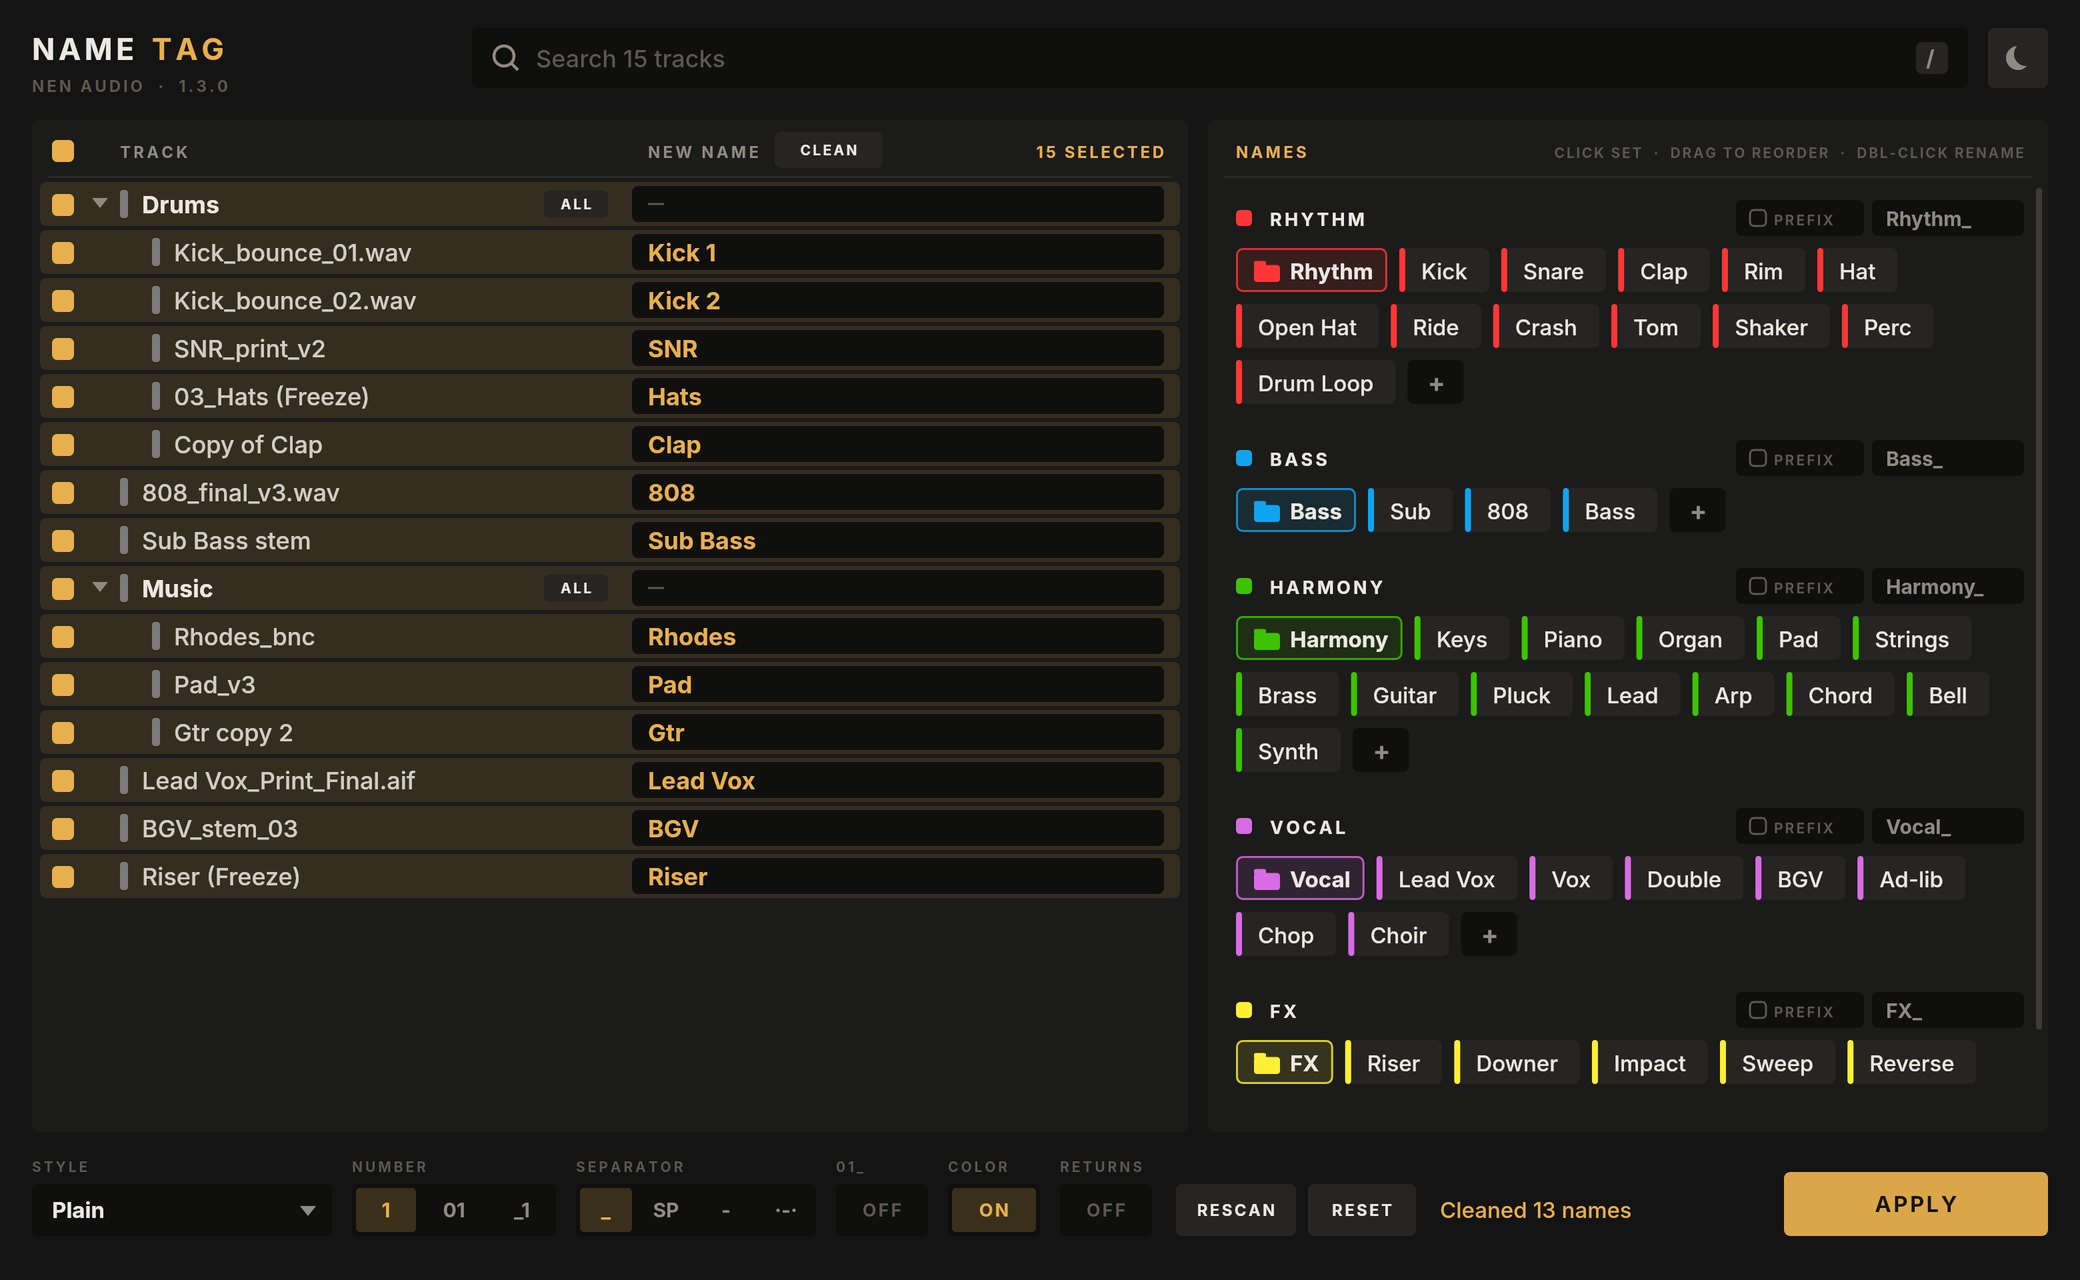 NAME TAG
NEN AUDIO · 1.3.0
Search 15 tracks
/
TRACK
NEW NAME
CLEAN
15 SELECTED
Drums ALL —
Kick_bounce_01.wav Kick 1
Kick_bounce_02.wav Kick 2
SNR_print_v2 SNR
03_Hats (Freeze) Hats
Copy of Clap Clap
808_final_v3.wav 808
Sub Bass stem Sub Bass
Music ALL —
Rhodes_bnc Rhodes
Pad_v3 Pad
Gtr copy 2 Gtr
Lead Vox_Print_Final.aif Lead Vox
BGV_stem_03 BGV
Riser (Freeze) Riser
NAMES
CLICK SET · DRAG TO REORDER · DBL-CLICK RENAME
RHYTHM PREFIX Rhythm_
Rhythm Kick Snare Clap Rim Hat
Open Hat Ride Crash Tom Shaker Perc
Drum Loop +
BASS PREFIX Bass_
Bass Sub 808 Bass +
HARMONY PREFIX Harmony_
Harmony Keys Piano Organ Pad Strings
Brass Guitar Pluck Lead Arp Chord Bell
Synth +
VOCAL PREFIX Vocal_
Vocal Lead Vox Vox Double BGV Ad-lib
Chop Choir +
FX PREFIX FX_
FX Riser Downer Impact Sweep Reverse
STYLE NUMBER SEPARATOR 01_ COLOR RETURNS
Plain 1 01 _1 _ SP - ·-· OFF ON OFF RESCAN RESET Cleaned 13 names APPLY